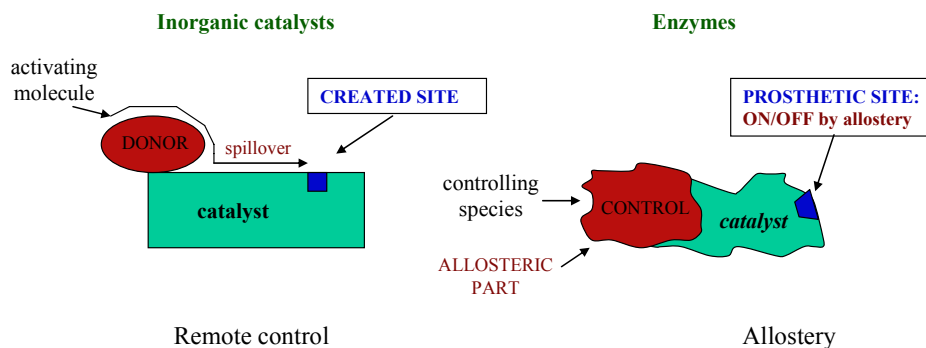 Inorganic catalysts
activating
molecule
DONOR
spillover
CREATED SITE
catalyst
Remote control
Enzymes
PROSTHETIC SITE:
ON/OFF by allostery
controlling
species
CONTROL
catalyst
ALLOSTERIC
PART
Allostery